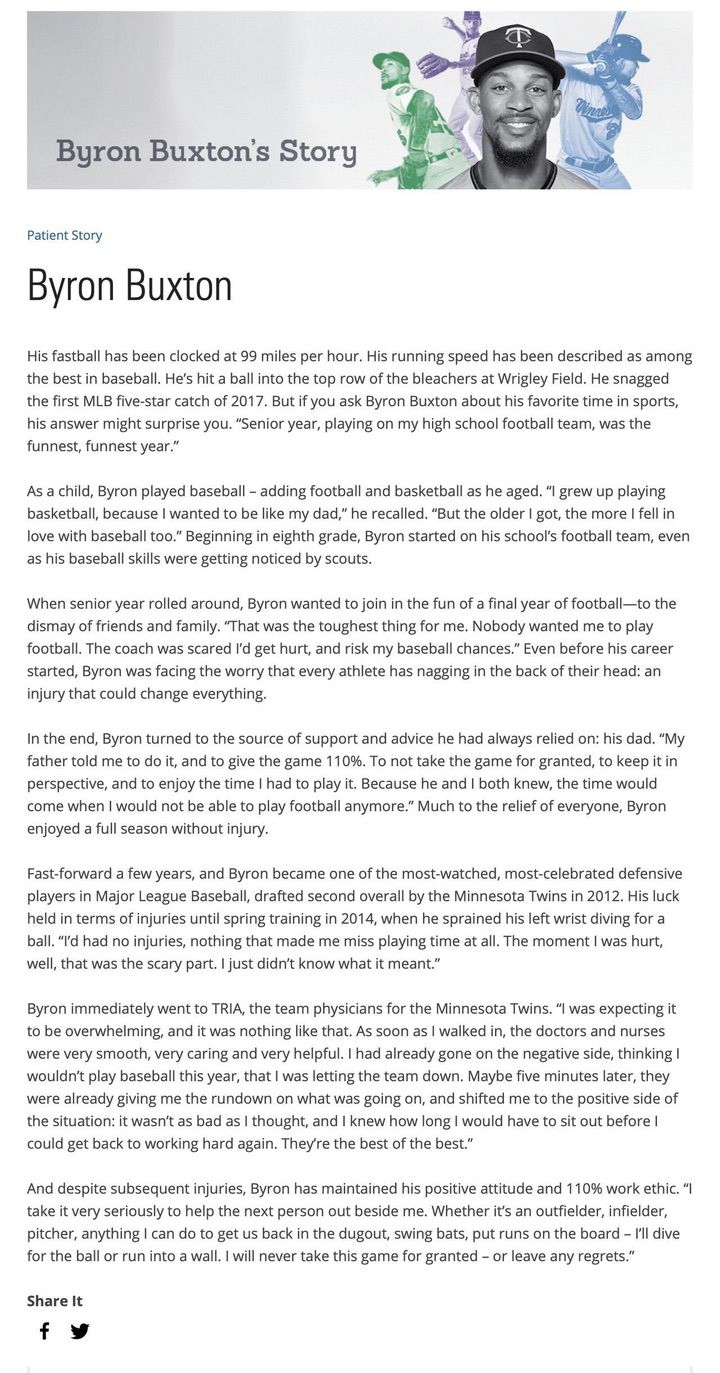 Byron Buxton's Story
Patient Story
Byron Buxton
His fastball has been clocked at 99 miles per hour. His running speed has been described as among
the best in baseball. He’s hit a ball into the top row of the bleachers at Wrigley Field. He snagged
the first MLB five-star catch of 2017. But if you ask Byron Buxton about his favorite time in sports,
his answer might surprise you. “Senior year, playing on my high school football team, was the
funnest, funnest year.”
As a child, Byron played baseball – adding football and basketball as he aged. “I grew up playing
basketball, because I wanted to be like my dad,” he recalled. “But the older I got, the more I fell in
love with baseball too.” Beginning in eighth grade, Byron started on his school’s football team, even
as his baseball skills were getting noticed by scouts.
When senior year rolled around, Byron wanted to join in the fun of a final year of football—to the
dismay of friends and family. “That was the toughest thing for me. Nobody wanted me to play
football. The coach was scared I’d get hurt, and risk my baseball chances.” Even before his career
started, Byron was facing the worry that every athlete has nagging in the back of their head: an
injury that could change everything.
In the end, Byron turned to the source of support and advice he had always relied on: his dad. “My
father told me to do it, and to give the game 110%. To not take the game for granted, to keep it in
perspective, and to enjoy the time I had to play it. Because he and I both knew, the time would
come when I would not be able to play football anymore.” Much to the relief of everyone, Byron
enjoyed a full season without injury.
Fast-forward a few years, and Byron became one of the most-watched, most-celebrated defensive
players in Major League Baseball, drafted second overall by the Minnesota Twins in 2012. His luck
held in terms of injuries until spring training in 2014, when he sprained his left wrist diving for a
ball. “I’d had no injuries, nothing that made me miss playing time at all. The moment I was hurt,
well, that was the scary part. I just didn’t know what it meant.”
Byron immediately went to TRIA, the team physicians for the Minnesota Twins. “I was expecting it
to be overwhelming, and it was nothing like that. As soon as I walked in, the doctors and nurses
were very smooth, very caring and very helpful. I had already gone on the negative side, thinking I
wouldn’t play baseball this year, that I was letting the team down. Maybe five minutes later, they
were already giving me the rundown on what was going on, and shifted me to the positive side of
the situation: it wasn’t as bad as I thought, and I knew how long I would have to sit out before I
could get back to working hard again. They’re the best of the best.”
And despite subsequent injuries, Byron has maintained his positive attitude and 110% work ethic. “I
take it very seriously to help the next person out beside me. Whether it’s an outfielder, infielder,
pitcher, anything I can do to get us back in the dugout, swing bats, put runs on the board – I’ll dive
for the ball or run into a wall. I will never take this game for granted – or leave any regrets.”
Share It